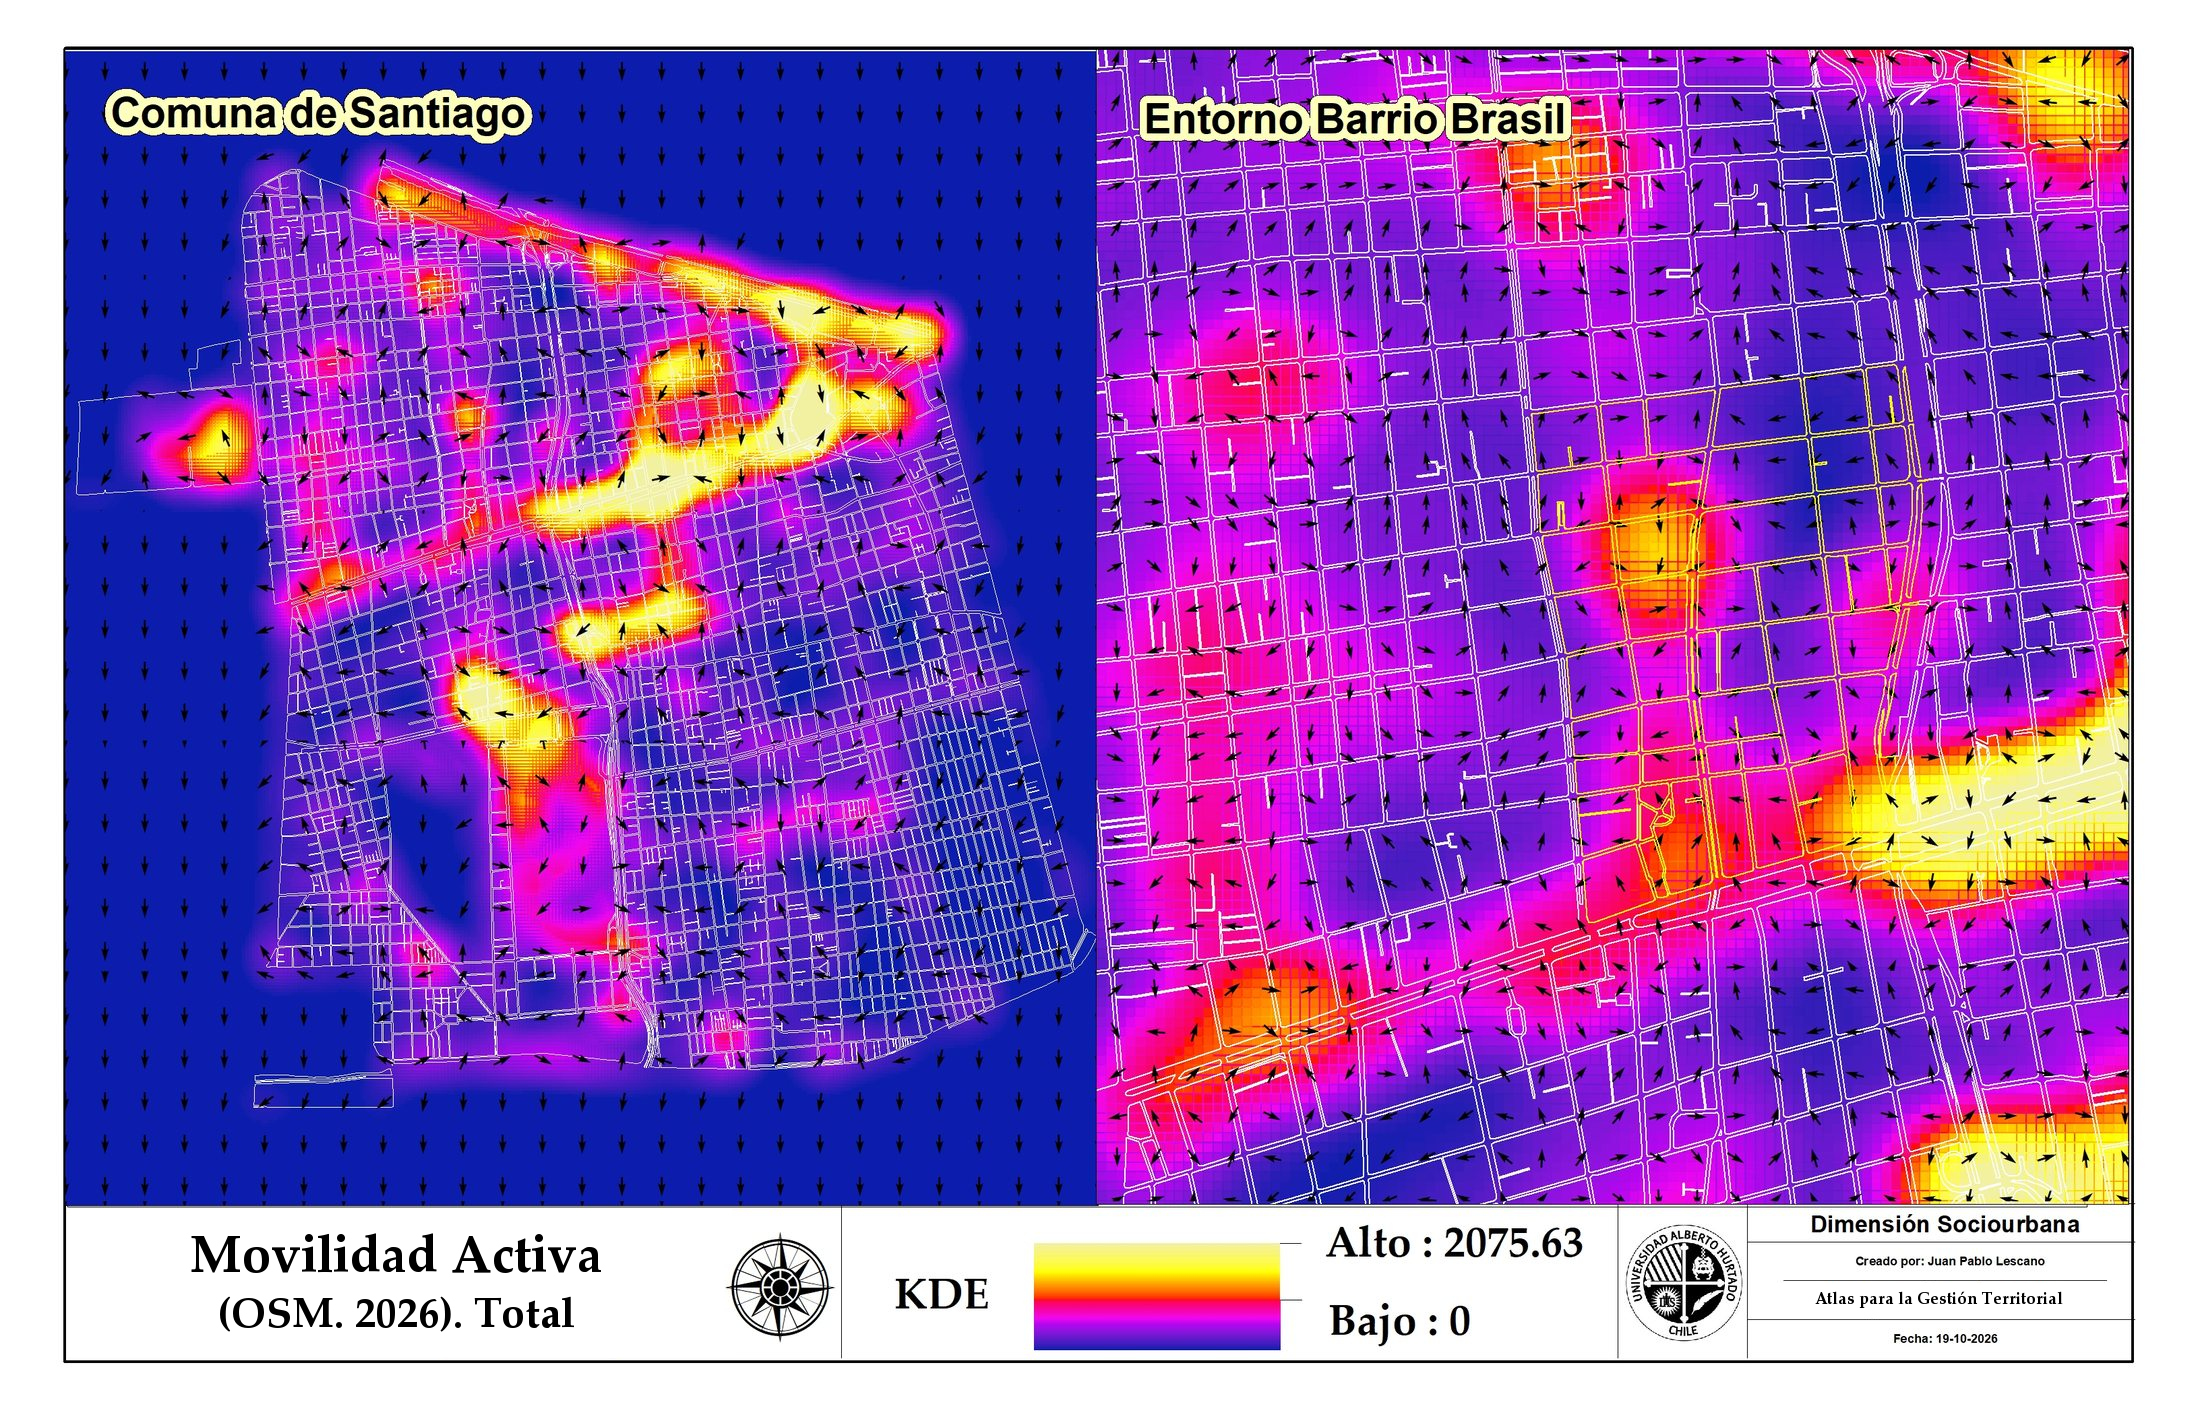 Comuna de Santiago
Entorno Barrio Brasil
Movilidad Activa
(OSM. 2026). Total
KDE
Alto : 2075.63
Bajo : 0
UNIVERSIDAD ALBERTO HURTADO
CHILE
Dimensión Sociourbana
Creado por: Juan Pablo Lescano
Atlas para la Gestión Territorial
Fecha: 19-10-2026